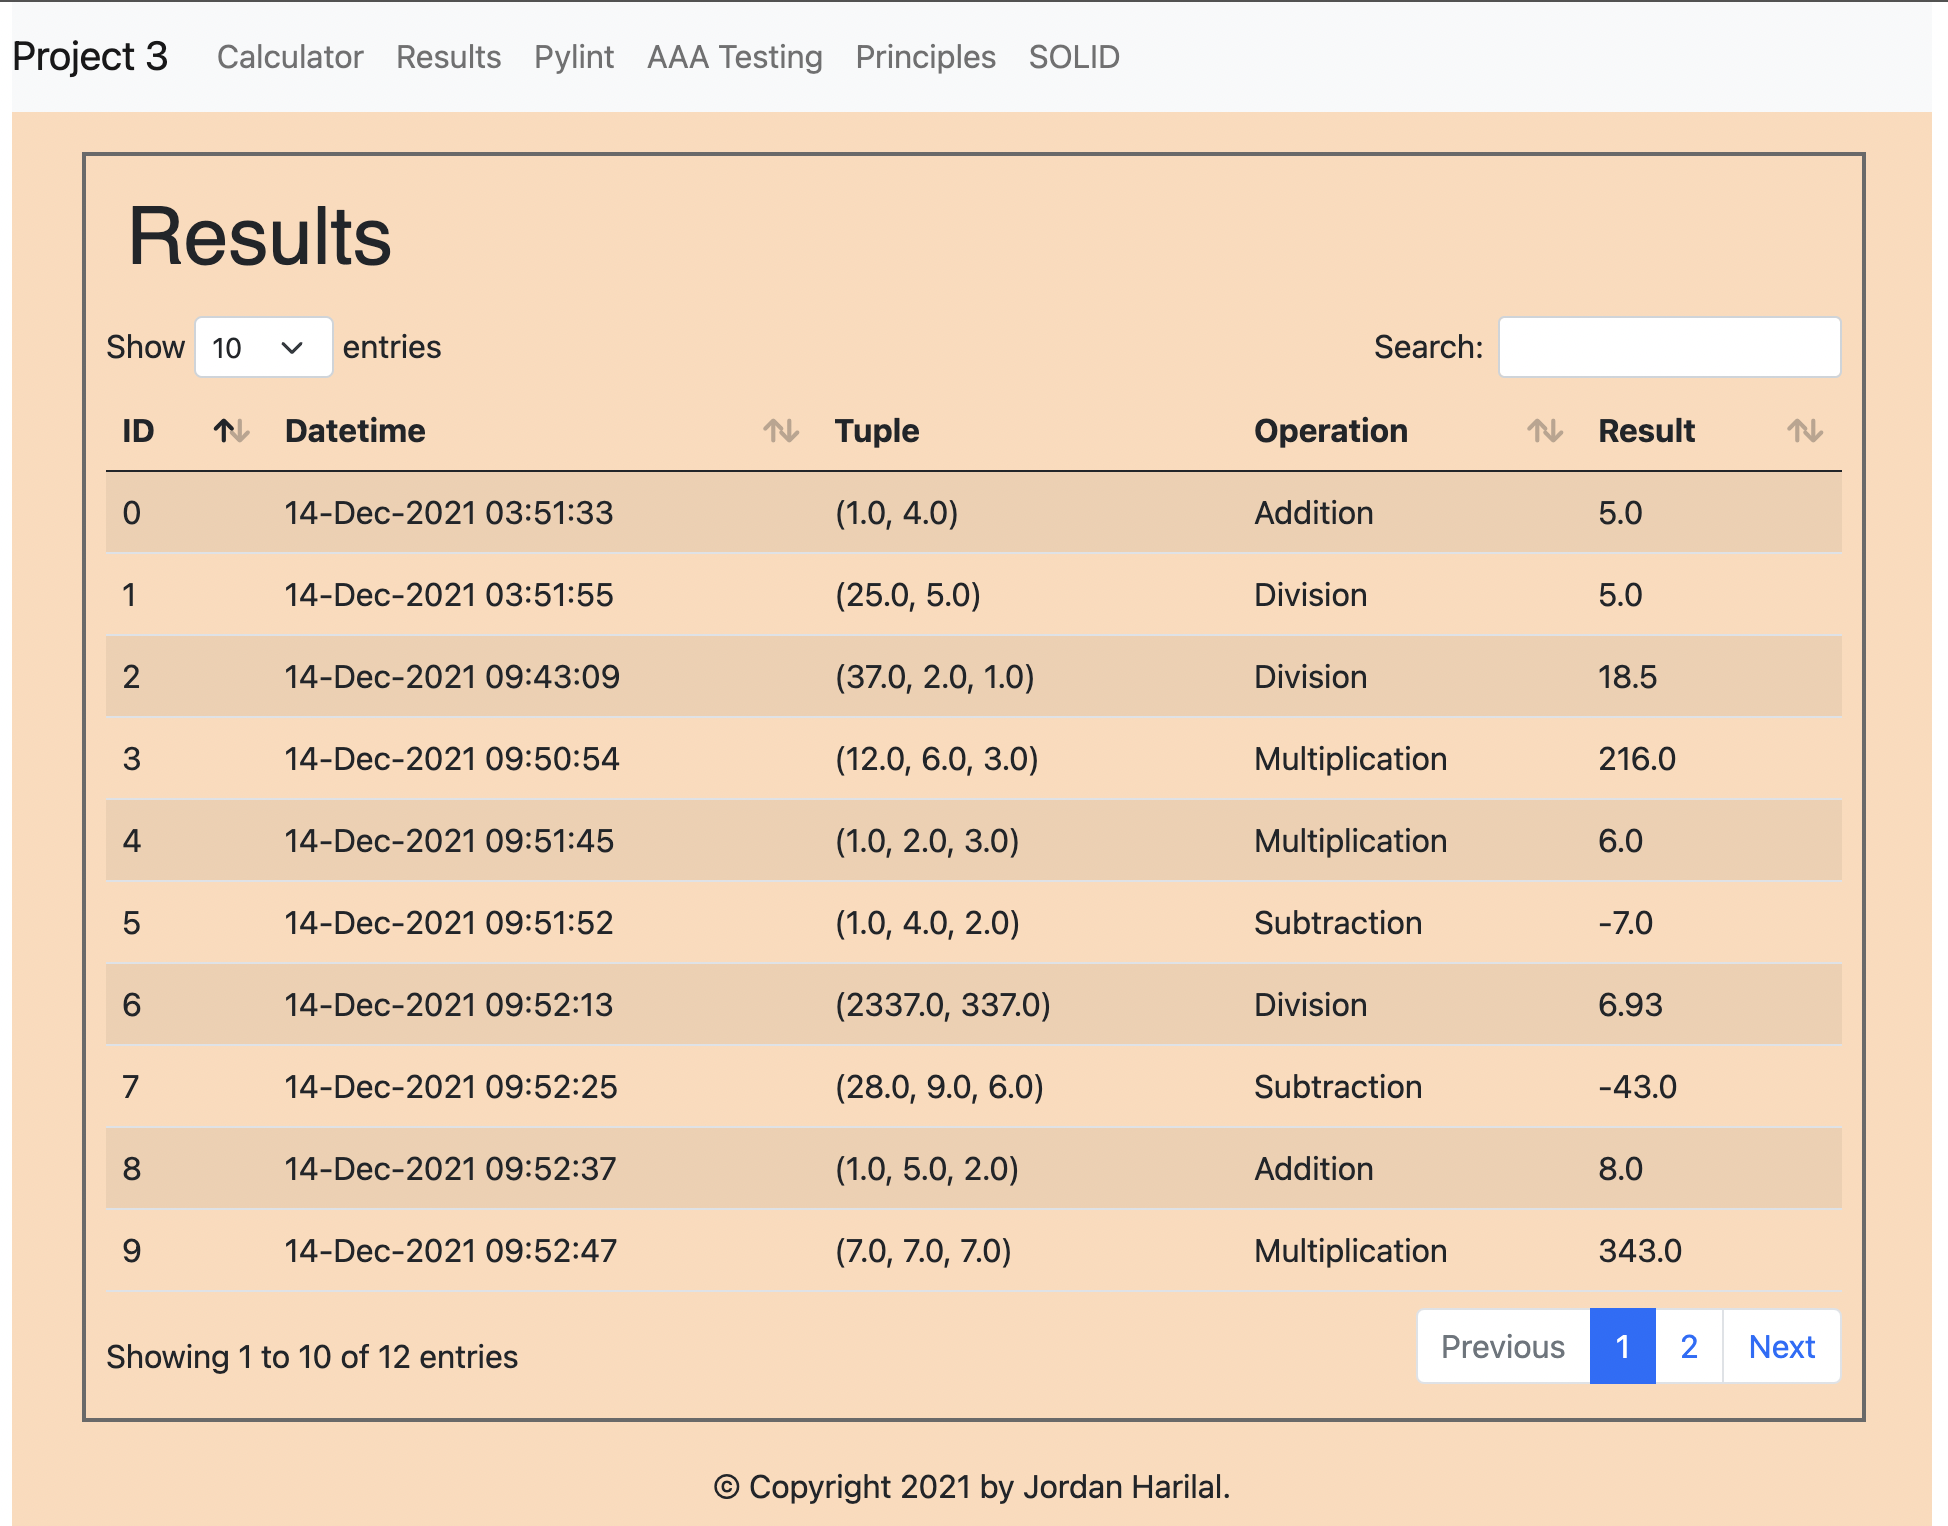 Project 3 Calculator Results Pylint AAA Testing Principles SOLID
Results
Show 10 entries Search:
ID Datetime Tuple Operation Result
0 14-Dec-2021 03:51:33 (1.0, 4.0) Addition 5.0
1 14-Dec-2021 03:51:55 (25.0, 5.0) Division 5.0
2 14-Dec-2021 09:43:09 (37.0, 2.0, 1.0) Division 18.5
3 14-Dec-2021 09:50:54 (12.0, 6.0, 3.0) Multiplication 216.0
4 14-Dec-2021 09:51:45 (1.0, 2.0, 3.0) Multiplication 6.0
5 14-Dec-2021 09:51:52 (1.0, 4.0, 2.0) Subtraction -7.0
6 14-Dec-2021 09:52:13 (2337.0, 337.0) Division 6.93
7 14-Dec-2021 09:52:25 (28.0, 9.0, 6.0) Subtraction -43.0
8 14-Dec-2021 09:52:37 (1.0, 5.0, 2.0) Addition 8.0
9 14-Dec-2021 09:52:47 (7.0, 7.0, 7.0) Multiplication 343.0
Showing 1 to 10 of 12 entries Previous 1 2 Next
© Copyright 2021 by Jordan Harilal.